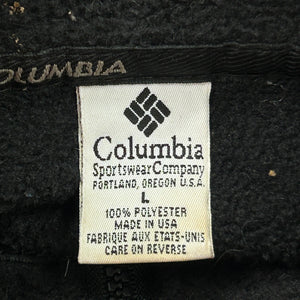 COLUMBIA
Columbia
Sportswear Company
PORTLAND, OREGON U.S.A.
L
100% POLYESTER
MADE IN USA
FABRIQUE AUX ETATS-UNIS
CARE ON REVERSE